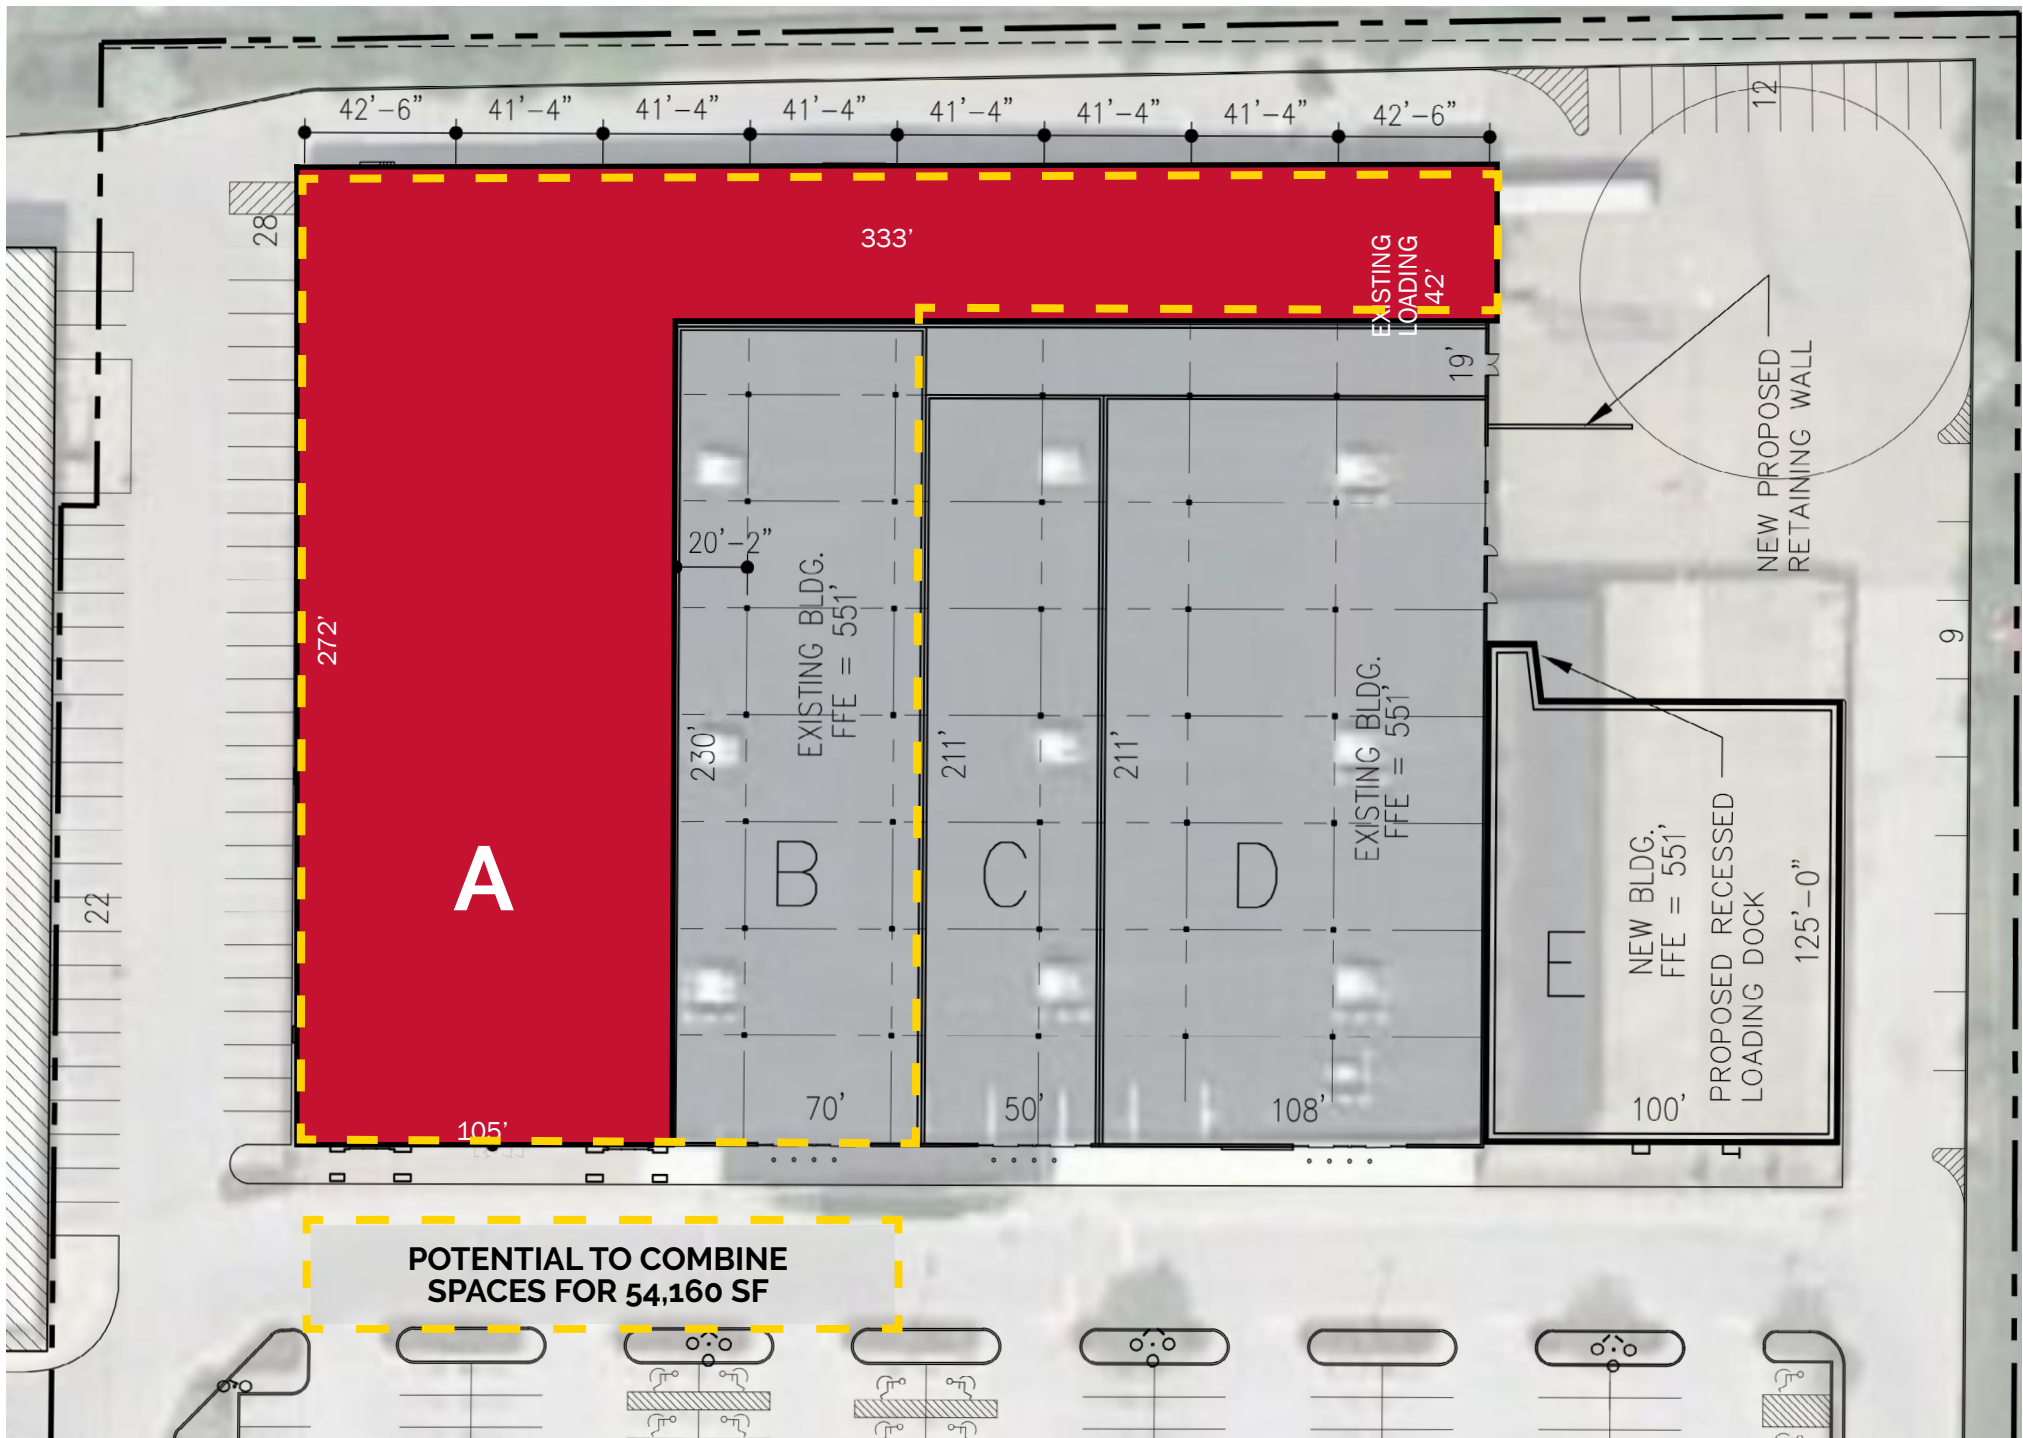 42'-6"
41'-4"
41'-4"
41'-4"
41'-4"
41'-4"
41'-4"
42'-6"
12
28
333'
EXISTING
LOADING
42'
19'
NEW PROPOSED
RETAINING WALL
20'-2"
EXISTING BLDG.
FFE = 551'
272'
230'
211'
211'
EXISTING BLDG.
FFE = 551'
9
22
A
B
C
D
E
NEW BLDG.
FFE = 551'
PROPOSED RECESSED
LOADING DOCK
125'-0"
105'
70'
50'
108'
100'
POTENTIAL TO COMBINE
SPACES FOR 54,160 SF